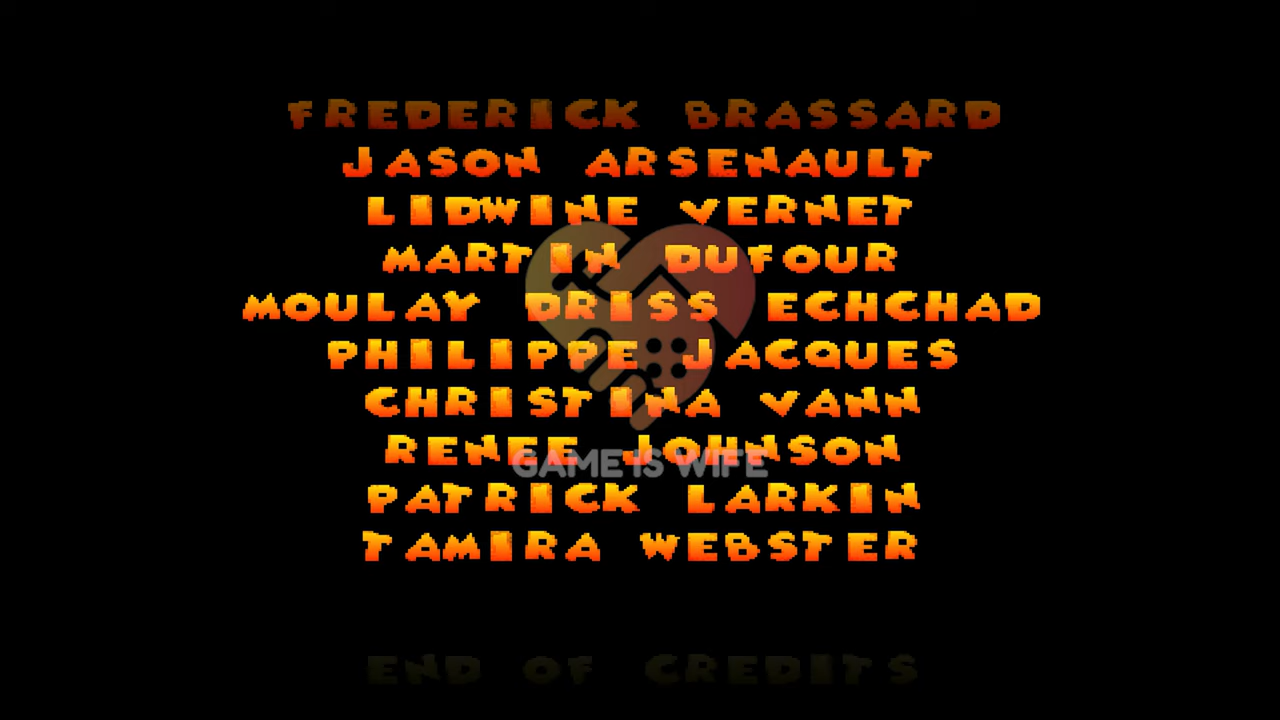 FREDERICK BRASSARD
JASON ARSENAULT
LIDWINE VERNET
MARTIN DUFOUR
MOULAY DRISS ECHCHAD
PHILIPPE JACQUES
CHRISTINA VANN
RENEE JOHNSON
GAME IS WIFE
PATRICK LARKIN
TAMIRA WEBSTER
END OF CREDITS